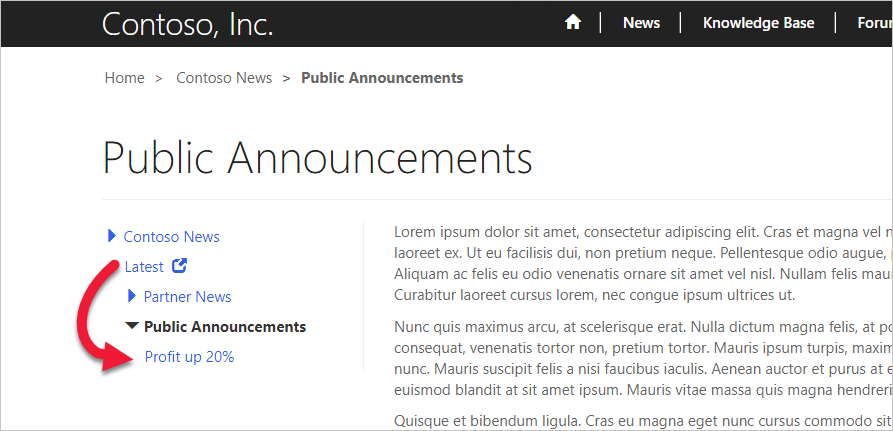 Contoso, Inc.
News
Knowledge Base
Home > Contoso News > Public Announcements
Public Announcements
Contoso News
Latest
Partner News
Public Announcements
Profit up 20%
Lorem ipsum dolor sit amet, consectetur adipiscing elit. Cras et magna vel
laoreet ex. Ut eu facilisis dui, non pretium neque. Pellentesque odio augue,
Aliquam ac felis eu odio venenatis ornare sit amet vel nisl. Nullam felis
Curabitur laoreet cursus lorem, nec congue ipsum ultrices ut.
Nunc quis maximus arcu, at scelerisque erat. Nulla dictum magna felis, at
consequat, venenatis tortor non, pretium tortor. Mauris ipsum turpis,
nunc. Mauris suscipit felis a nisi faucibus iaculis. Aenean auctor et purus at
euismod blandit at sit amet ipsum. Mauris vitae massa quis magna
Quisque et bibendum ligula. Cras eu magna eget nunc cursus commodo